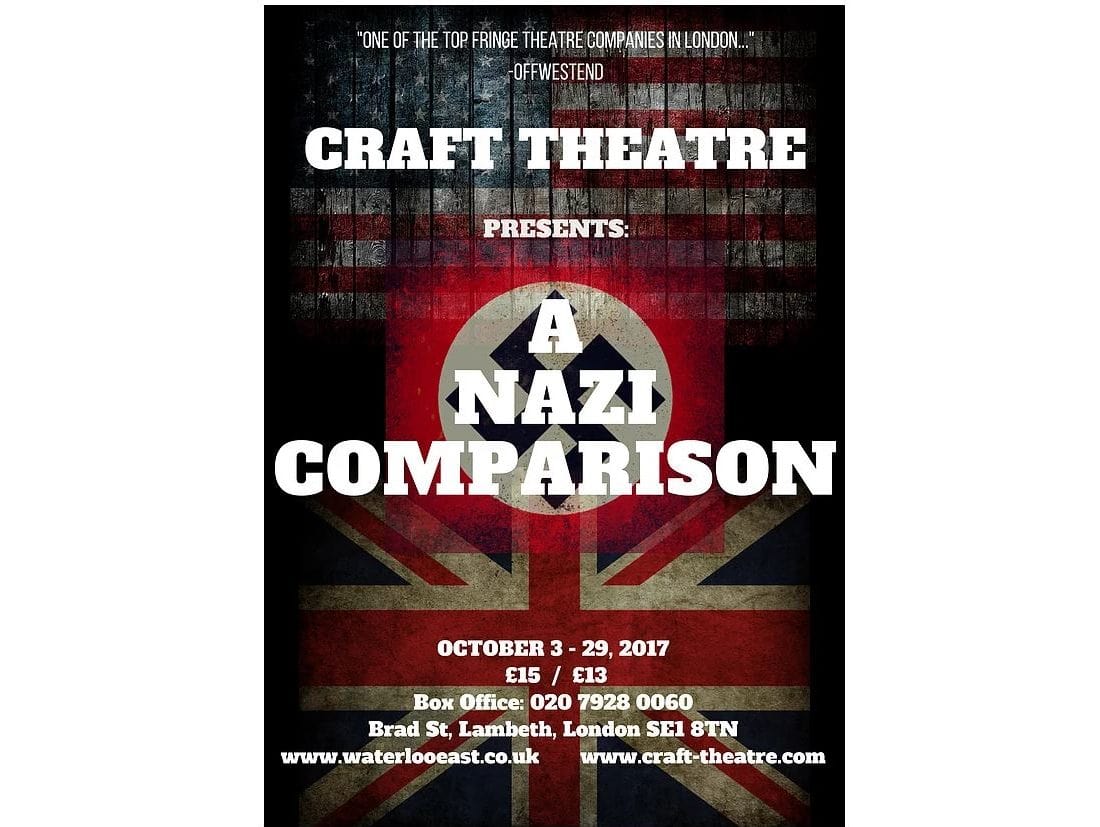 "ONE OF THE TOP FRINGE THEATRE COMPANIES IN LONDON..."
-OFFWESTEND
CRAFT THEATRE
PRESENTS:
A
NAZI
COMPARISON
OCTOBER 3 - 29, 2017
£15 / £13
Box Office: 020 7928 0060
Brad St, Lambeth, London SE1 8TN
www.waterlooeast.co.uk www.craft-theatre.com